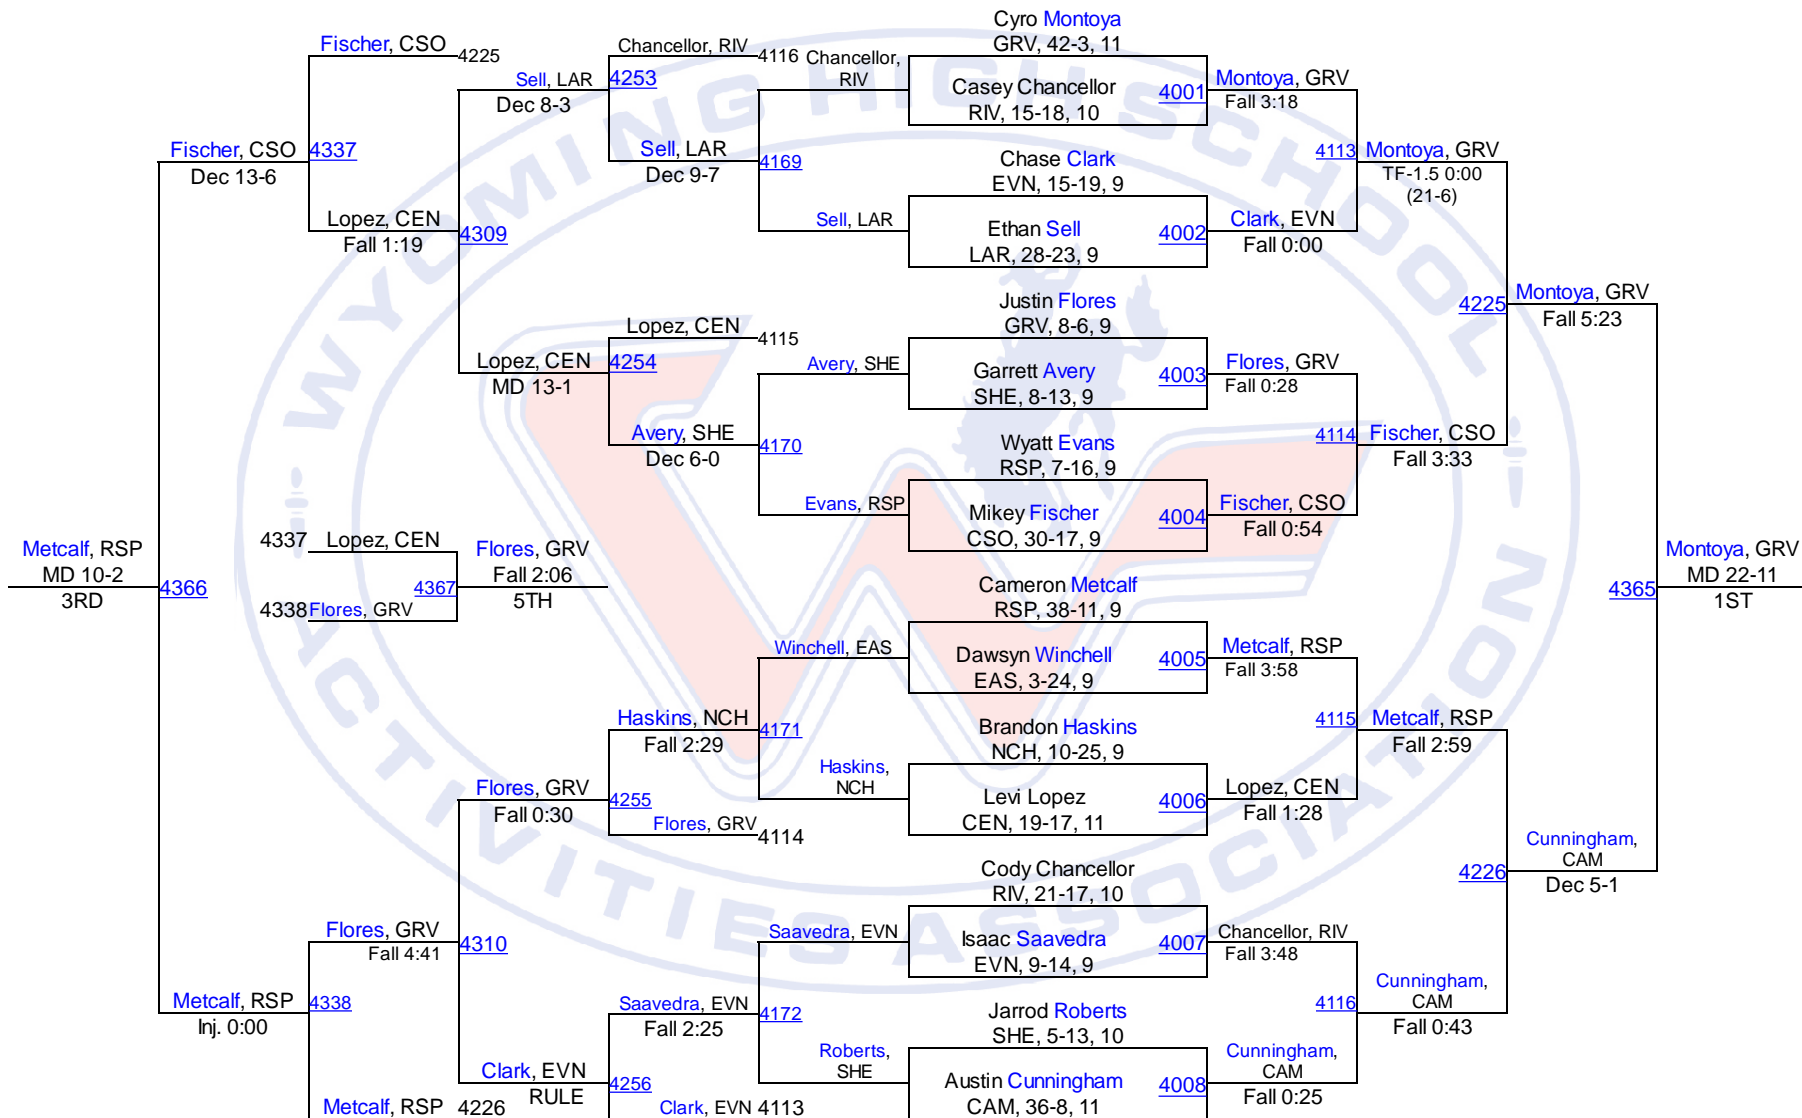 Cyro Montoya
GRV, 42-3, 11
Casey Chancellor
RIV, 15-18, 10
4001
Chase Clark
EVN, 15-19, 9
Ethan Sell
LAR, 28-23, 9
4002
Justin Flores
GRV, 8-6, 9
Garrett Avery
SHE, 8-13, 9
4003
Wyatt Evans
RSP, 7-16, 9
Mikey Fischer
CSO, 30-17, 9
4004
Cameron Metcalf
RSP, 38-11, 9
Dawsyn Winchell
EAS, 3-24, 9
4005
Brandon Haskins
NCH, 10-25, 9
Levi Lopez
CEN, 19-17, 11
4006
Cody Chancellor
RIV, 21-17, 10
Isaac Saavedra
EVN, 9-14, 9
4007
Jarrod Roberts
SHE, 5-13, 10
Austin Cunningham
CAM, 36-8, 11
4008
Montoya, GRV
Fall 3:18
Clark, EVN
Fall 0:00
4113
Flores, GRV
Fall 0:28
Fischer, CSO
Fall 0:54
4114
Metcalf, RSP
Fall 3:58
Lopez, CEN
Fall 1:28
4115
Chancellor, RIV
Fall 3:48
Cunningham,
CAM
Fall 0:25
4116
Montoya, GRV
TF-1.5 0:00
(21-6)
Fischer, CSO
Fall 3:33
4225
Metcalf, RSP
Fall 2:59
Cunningham,
CAM
Fall 0:43
4226
Montoya, GRV
Fall 5:23
Cunningham,
CAM
Dec 5-1
4365
Montoya, GRV
MD 22-11
1ST
Chancellor,
RIV
Sell, LAR
4169
Avery, SHE
Evans, RSP
4170
Winchell, EAS
Haskins,
NCH
4171
Saavedra, EVN
Roberts,
SHE
4172
Chancellor, RIV
4116
Sell, LAR
Dec 9-7
4253
Lopez, CEN
4115
Avery, SHE
Dec 6-0
4254
Haskins, NCH
Fall 2:29
Flores, GRV
4114
4255
Saavedra, EVN
Fall 2:25
Clark, EVN 4113
4256
Sell, LAR
Dec 8-3
Lopez, CEN
MD 13-1
4309
Flores, GRV
Fall 0:30
Clark, EVN
RULE
4310
Fischer, CSO
4225
Lopez, CEN
Fall 1:19
4337
Flores, GRV
Fall 4:41
Metcalf, RSP 4226
4338
Fischer, CSO
Dec 13-6
Metcalf, RSP
Inj. 0:00
4366
Metcalf, RSP
MD 10-2
3RD
4337 Lopez, CEN
4338 Flores, GRV
4367
Flores, GRV
Fall 2:06
5TH
WYOMING HIGH SCHOOL
ACTIVITIES ASSOCIATION